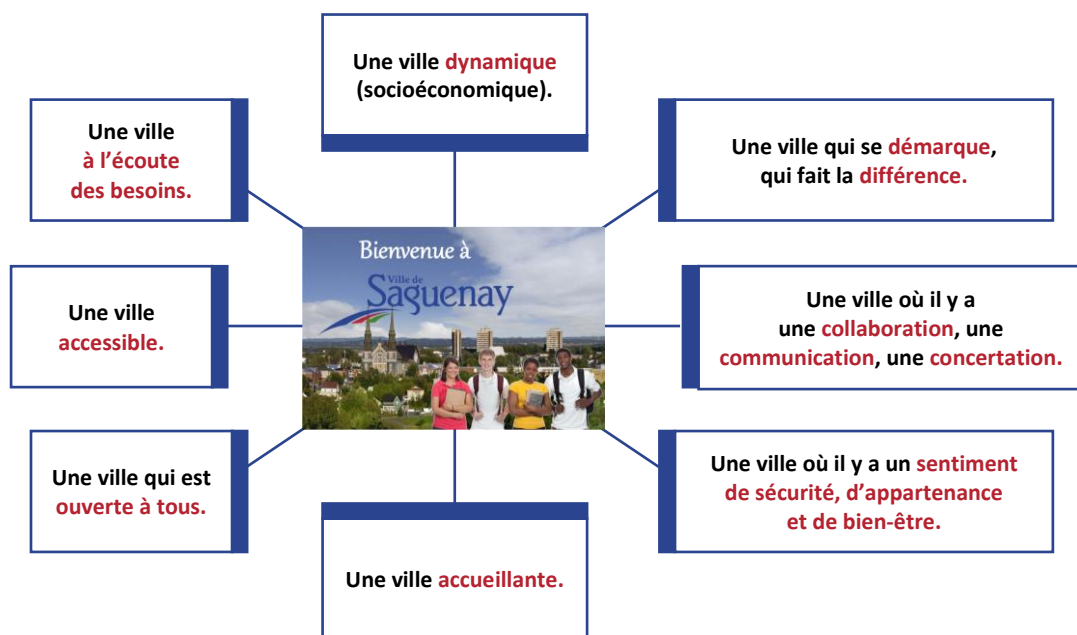 Une ville dynamique
(socioéconomique).
Une ville
à l’écoute
des besoins.
Une ville qui se démarque,
qui fait la différence.
Bienvenue à
Ville de
Saguenay
Une ville
accessible.
Une ville où il y a
une collaboration, une
communication, une concertation.
Une ville qui est
ouverte à tous.
Une ville où il y a un sentiment
de sécurité, d’appartenance
et de bien-être.
Une ville accueillante.